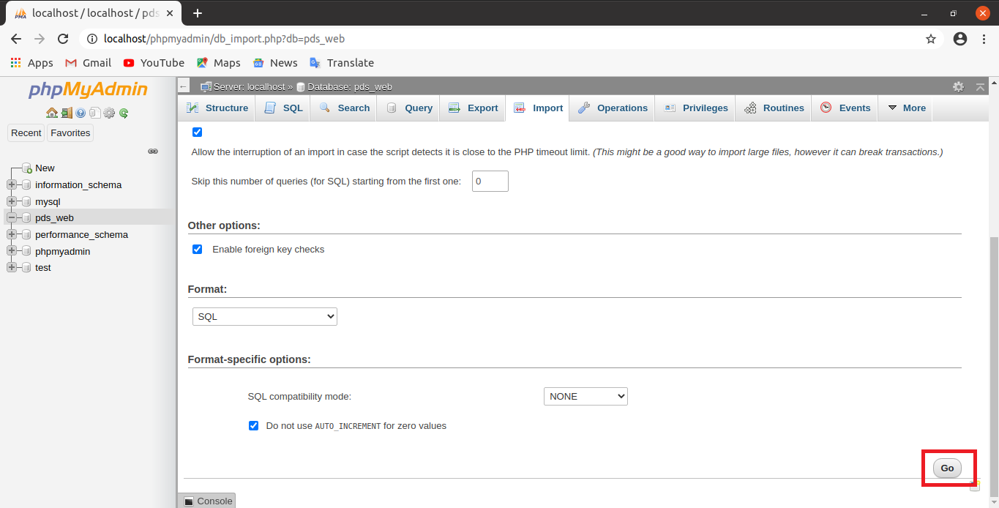 localhost / localhost / pds
localhost/phpmyadmin/db_import.php?db=pds_web
Apps Gmail YouTube Maps News Translate
phpMyAdmin
Recent Favorites
New
information_schema
mysql
pds_web
performance_schema
phpmyadmin
test
Server: localhost » Database: pds_web
Structure SQL Search Query Export Import Operations Privileges Routines Events More
Allow the interruption of an import in case the script detects it is close to the PHP timeout limit. (This might be a good way to import large files, however it can break transactions.)
Skip this number of queries (for SQL) starting from the first one: 0
Other options:
Enable foreign key checks
Format:
SQL
Format-specific options:
SQL compatibility mode: NONE
Do not use AUTO_INCREMENT for zero values
Go
Console